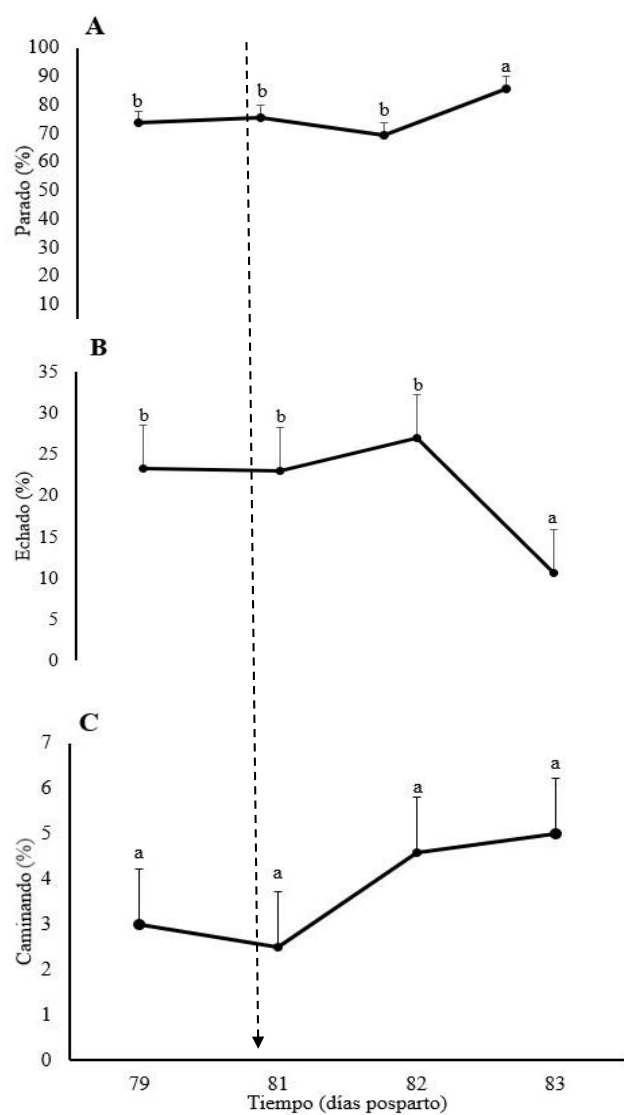 A
100
90
80
70
60
50
40
30
20
10
Parado (%)
b
b
b
a
B
35
30
25
20
15
10
5
0
Echado (%)
b
b
b
a
C
7
6
5
4
3
2
1
0
Caminando (%)
a
a
a
a
79 81 82 83
Tiempo (días posparto)